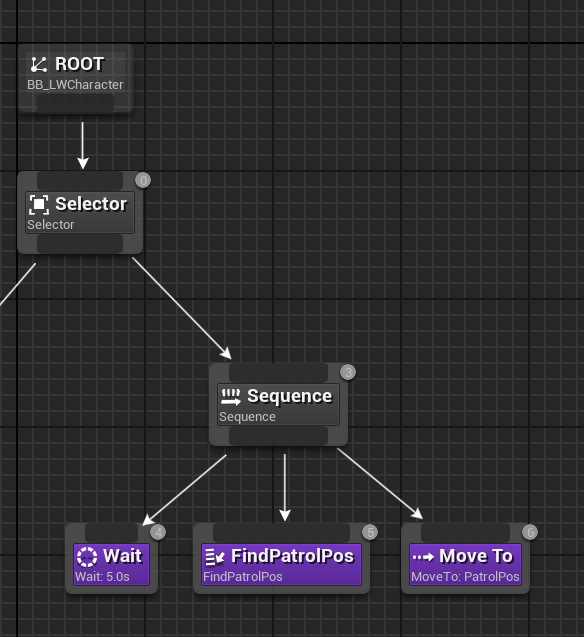 ROOT
BB_LWCharacter
0
Selector
Selector
3
Sequence
Sequence
4
Wait
Wait: 5.0s
5
FindPatrolPos
FindPatrolPos
6
Move To
MoveTo: PatrolPos